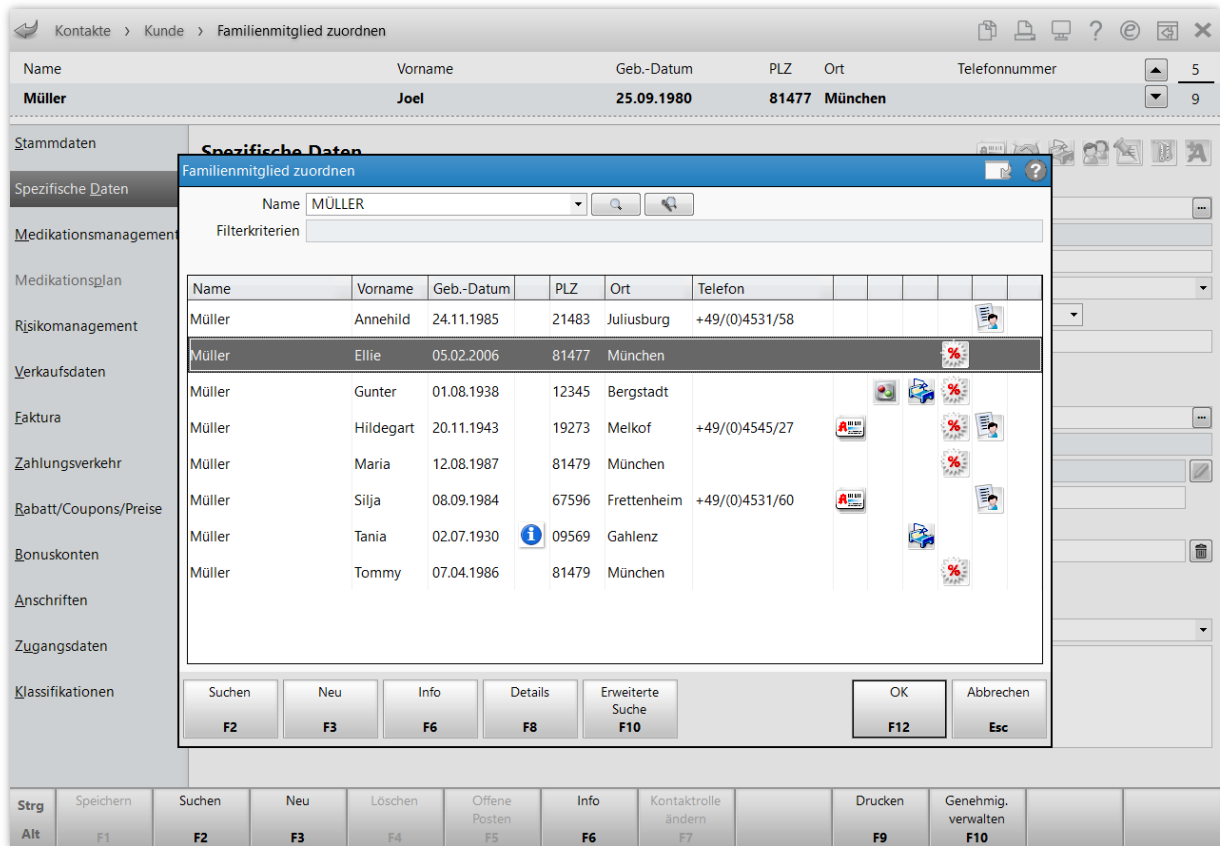 Kontakte › Kunde › Familienmitglied zuordnen
Name Vorname Geb.-Datum PLZ Ort Telefonnummer 5
Müller Joel 25.09.1980 81477 München 9
Stammdaten
Spezifische Daten
Medikationsmanagement
Medikationsplan
Risikomanagement
Verkaufsdaten
Faktura
Zahlungsverkehr
Rabatt/Coupons/Preise
Bonuskonten
Anschriften
Zugangsdaten
Klassifikationen
Spezifische Daten
Familienmitglied zuordnen
Name MÜLLER
Filterkriterien
Name Vorname Geb.-Datum PLZ Ort Telefon
Müller Annehild 24.11.1985 21483 Juliusburg +49/(0)4531/58
Müller Ellie 05.02.2006 81477 München
Müller Gunter 01.08.1938 12345 Bergstadt
Müller Hildegart 20.11.1943 19273 Melkof +49/(0)4545/27
Müller Maria 12.08.1987 81479 München
Müller Silja 08.09.1984 67596 Frettenheim +49/(0)4531/60
Müller Tania 02.07.1930 09569 Gahlenz
Müller Tommy 07.04.1986 81479 München
Suchen Neu Info Details Erweiterte Suche OK Abbrechen
F2 F3 F6 F8 F10 F12 Esc
Strg Speichern Suchen Neu Löschen Offene Posten Info Kontaktrolle ändern Drucken Genehmig. verwalten
Alt F1 F2 F3 F4 F5 F6 F7 F9 F10